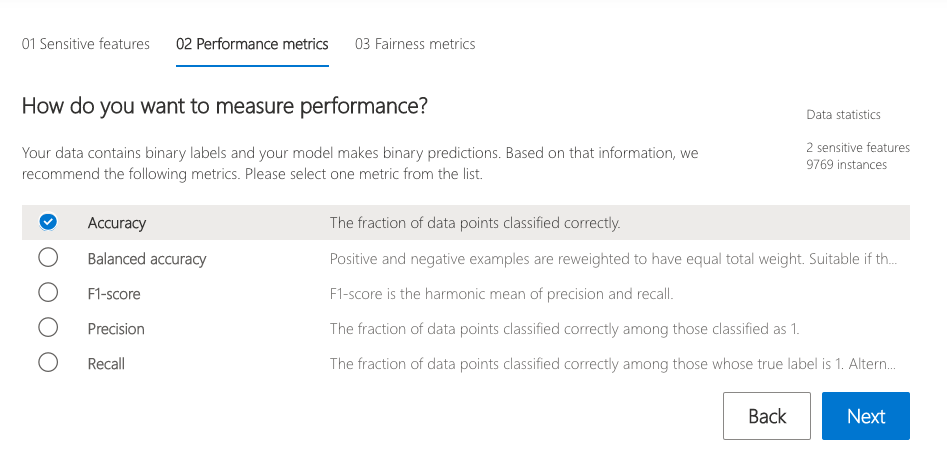 01 Sensitive features 02 Performance metrics 03 Fairness metrics
How do you want to measure performance?
Data statistics
2 sensitive features
9769 instances
Your data contains binary labels and your model makes binary predictions. Based on that information, we
recommend the following metrics. Please select one metric from the list.
Accuracy The fraction of data points classified correctly.
Balanced accuracy Positive and negative examples are reweighted to have equal total weight. Suitable if th...
F1-score F1-score is the harmonic mean of precision and recall.
Precision The fraction of data points classified correctly among those classified as 1.
Recall The fraction of data points classified correctly among those whose true label is 1. Altern...
Back Next